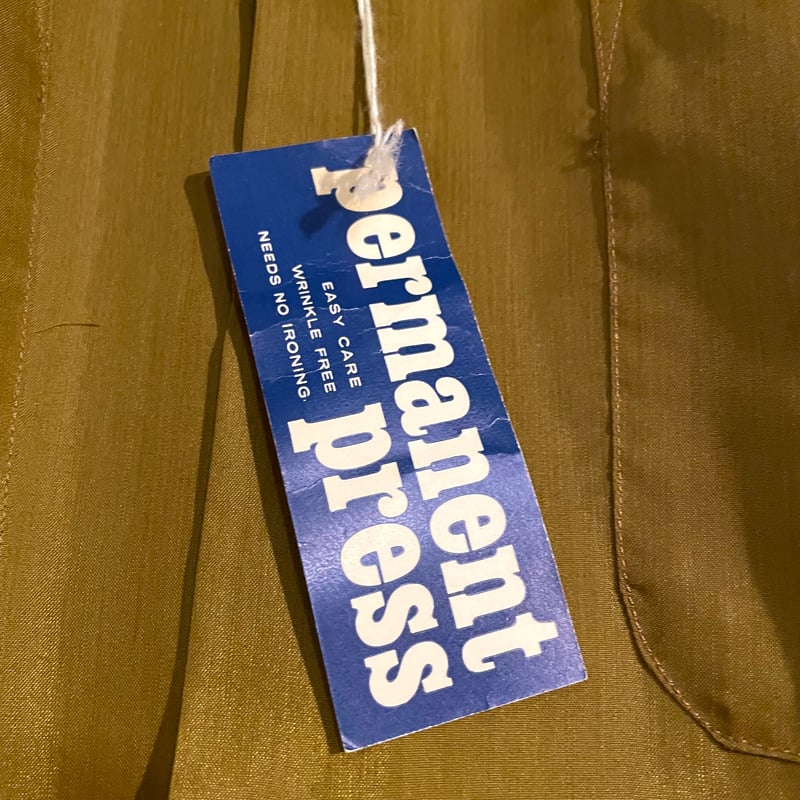 permanent
EASY CARE
WRINKLE FREE
NEEDS NO IRONING.
press